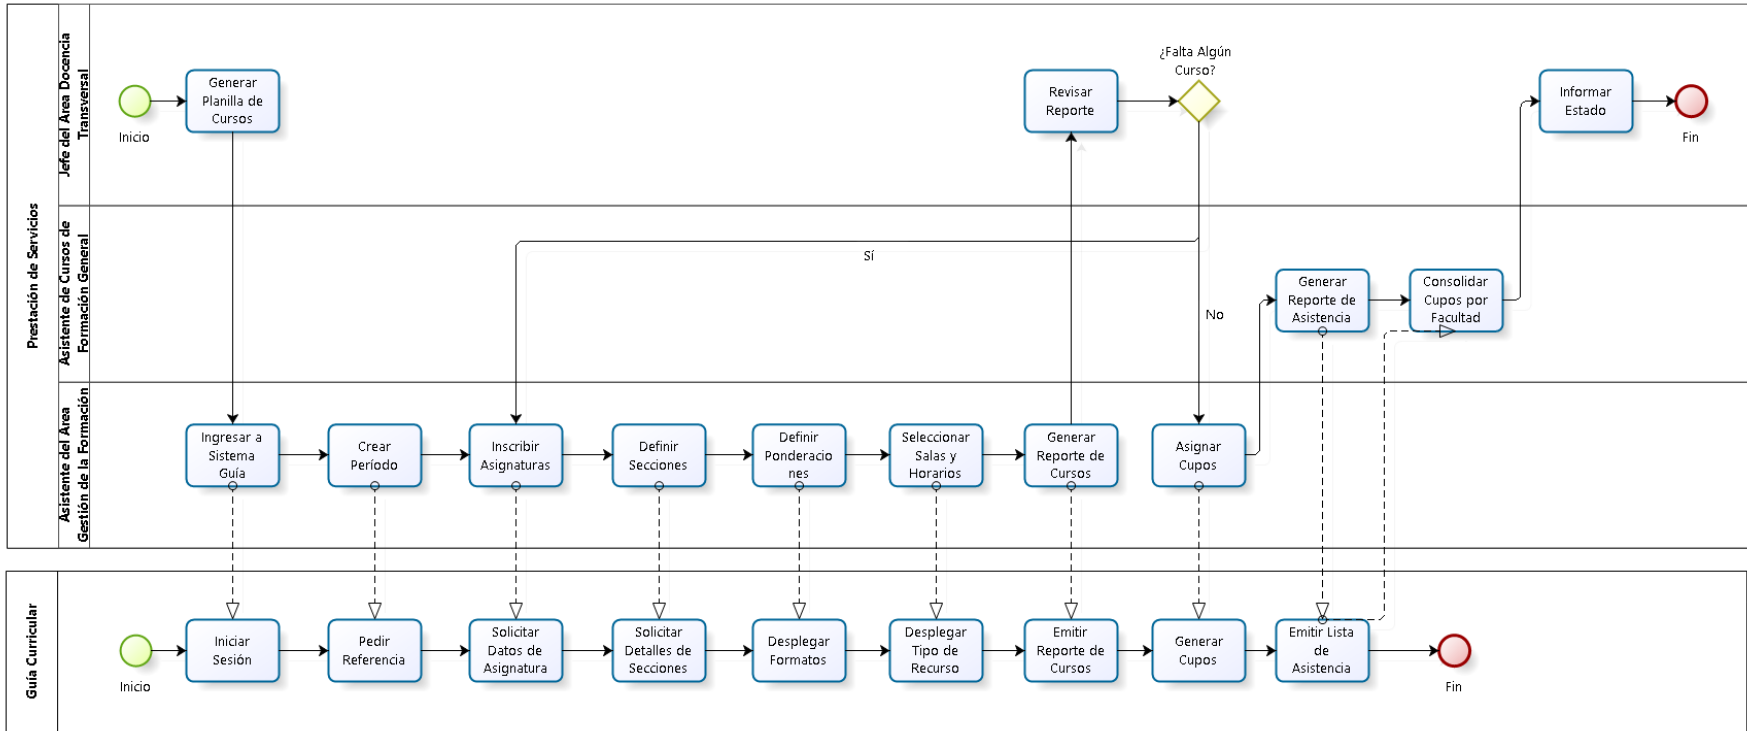 Prestación de Servicios
Jefe del Area Docencia
Transversal
Inicio
Generar
Planilla de
Cursos
Revisar
Reporte
¿Falta Algún
Curso?
Informar
Estado
Fin
Asistente de Cursos de
Formación General
Sí
No
Generar
Reporte de
Asistencia
Consolidar
Cupos por
Facultad
Asistente del Area
Gestión de la Formación
Ingresar a
Sistema
Guía
Crear
Período
Inscribir
Asignaturas
Definir
Secciones
Definir
Ponderacio
nes
Seleccionar
Salas y
Horarios
Generar
Reporte de
Cursos
Asignar
Cupos
Guía Curricular
Inicio
Iniciar
Sesión
Pedir
Referencia
Solicitar
Datos de
Asignatura
Solicitar
Detalles de
Secciones
Desplegar
Formatos
Desplegar
Tipo de
Recurso
Emitir
Reporte de
Cursos
Generar
Cupos
Emitir Lista
de
Asistencia
Fin